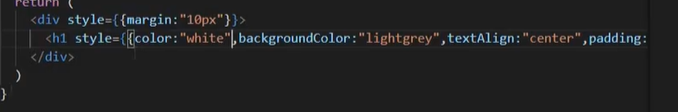 return (
<div style={{margin:"10px"}}>
<h1 style={{color:"white",backgroundColor:"lightgrey",textAlign:"center",padding:
</div>
)
}